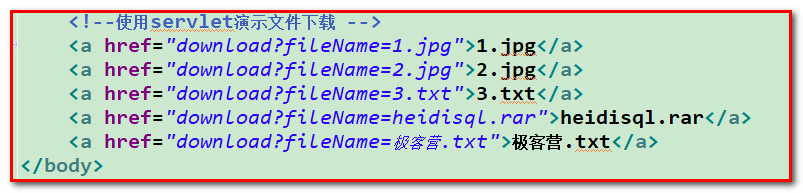 <!--使用servlet演示文件下载 -->
<a href="download?fileName=1.jpg">1.jpg</a>
<a href="download?fileName=2.jpg">2.jpg</a>
<a href="download?fileName=3.txt">3.txt</a>
<a href="download?fileName=heidisql.rar">heidisql.rar</a>
<a href="download?fileName=极客营.txt">极客营.txt</a>
</body>